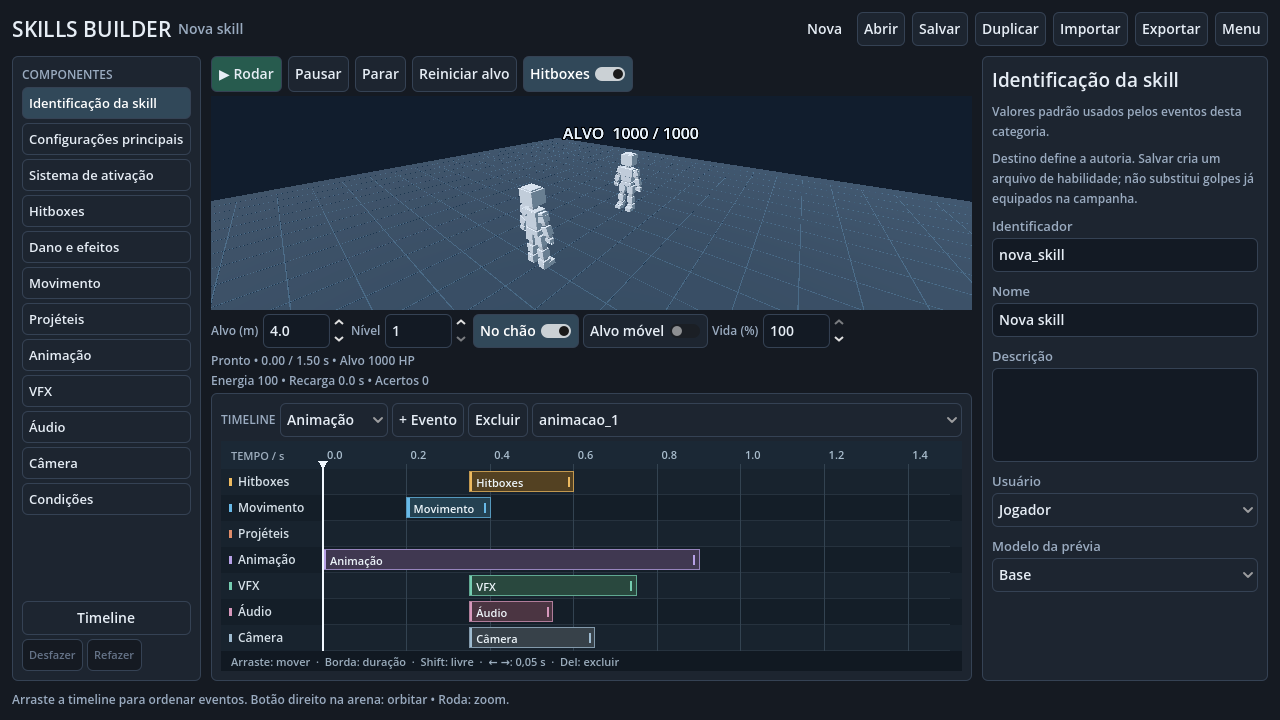 SKILLS BUILDER Nova skill
Nova Abrir Salvar Duplicar Importar Exportar Menu
COMPONENTES
Identificação da skill
Configurações principais
Sistema de ativação
Hitboxes
Dano e efeitos
Movimento
Projéteis
Animação
VFX
Áudio
Câmera
Condições
Timeline
Desfazer Refazer
▶ Rodar Pausar Parar Reiniciar alvo Hitboxes
ALVO 1000 / 1000
Alvo (m) 4.0 Nível 1 No chão Alvo móvel Vida (%) 100
Pronto • 0.00 / 1.50 s • Alvo 1000 HP
Energia 100 • Recarga 0.0 s • Acertos 0
TIMELINE Animação + Evento Excluir animacao_1
TEMPO / s 0.0 0.2 0.4 0.6 0.8 1.0 1.2 1.4
Hitboxes Hitboxes
Movimento Movimento
Projéteis
Animação Animação
VFX VFX
Áudio Áudio
Câmera Câmera
Arraste: mover · Borda: duração · Shift: livre · ← →: 0,05 s · Del: excluir
Identificação da skill
Valores padrão usados pelos eventos desta
categoria.
Destino define a autoria. Salvar cria um
arquivo de habilidade; não substitui golpes já
equipados na campanha.
Identificador
nova_skill
Nome
Nova skill
Descrição
Usuário
Jogador
Modelo da prévia
Base
Arraste a timeline para ordenar eventos. Botão direito na arena: orbitar • Roda: zoom.